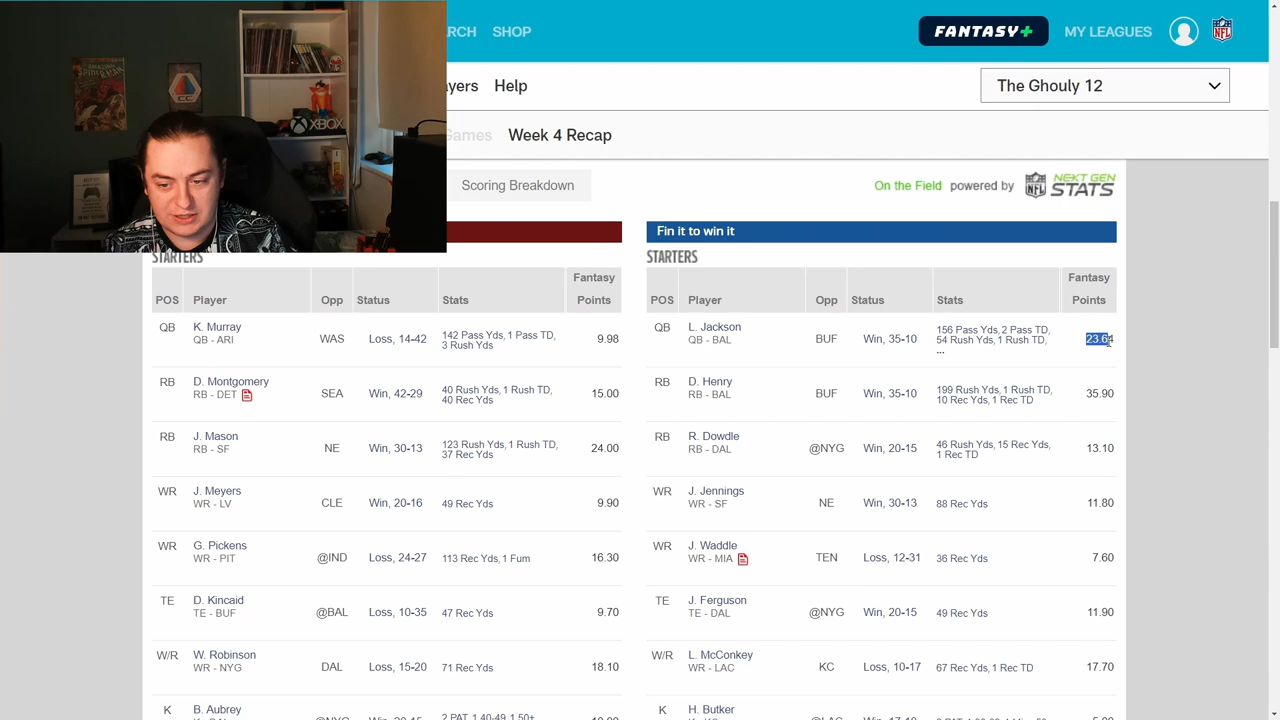 ARCH SHOP
FANTASY+
MY LEAGUES
NFL
ayers Help
The Ghouly 12
Games Week 4 Recap
XBOX
Scoring Breakdown
On the Field powered by NFL NEXT GEN STATS
Fin it to win it
STARTERS
POS Player Opp Status Stats Fantasy Points
QB K. Murray QB - ARI WAS Loss, 14-42 142 Pass Yds, 1 Pass TD, 3 Rush Yds 9.98
RB D. Montgomery RB - DET SEA Win, 42-29 40 Rush Yds, 1 Rush TD, 40 Rec Yds 15.00
RB J. Mason RB - SF NE Win, 30-13 123 Rush Yds, 1 Rush TD, 37 Rec Yds 24.00
WR J. Meyers WR - LV CLE Win, 20-16 49 Rec Yds 9.90
WR G. Pickens WR - PIT @IND Loss, 24-27 113 Rec Yds, 1 Fum 16.30
TE D. Kincaid TE - BUF @BAL Loss, 10-35 47 Rec Yds 9.70
W/R W. Robinson WR - NYG DAL Loss, 15-20 71 Rec Yds 18.10
K B. Aubrey
STARTERS
POS Player Opp Status Stats Fantasy Points
QB L. Jackson QB - BAL BUF Win, 35-10 156 Pass Yds, 2 Pass TD, 54 Rush Yds, 1 Rush TD, ... 23.64
RB D. Henry RB - BAL BUF Win, 35-10 199 Rush Yds, 1 Rush TD, 10 Rec Yds, 1 Rec TD 35.90
RB R. Dowdle RB - DAL @NYG Win, 20-15 46 Rush Yds, 15 Rec Yds, 1 Rec TD 13.10
WR J. Jennings WR - SF NE Win, 30-13 88 Rec Yds 11.80
WR J. Waddle WR - MIA TEN Loss, 12-31 36 Rec Yds 7.60
TE J. Ferguson TE - DAL @NYG Win, 20-15 49 Rec Yds 11.90
W/R L. McConkey WR - LAC KC Loss, 10-17 67 Rec Yds, 1 Rec TD 17.70
K H. Butker